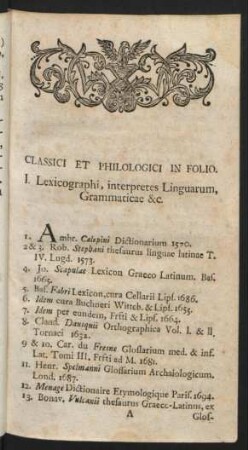 CLASSICI ET PHILOLOGICI IN FOLIO.
I. Lexicographi, interpretes Linguarum,
Grammaticae &c.
1. Ambr. Calepini Dictionarium 1570.
2 & 3. Rob. Stephani thesaurus linguae latinae T.
IV. Lugd. 1573.
4. Jo. Scapulae Lexicon Graeco Latinum. Bas.
1665.
5. Bas. Fabri Lexicon, cura Cellarii Lips. 1686.
6. Idem cura Buchneri Witteb. & Lips. 1655.
7. Idem per eundem, Frfti & Lips. 1664.
8. Claud. Dausquii Orthographica Vol. I. & II.
Tornaci 1632.
9 & 10. Car. du Fresne Glossarium med. & inf.
Lat. Tomi III, Frfti ad M. 1681.
11. Henr. Spelmanni Glossarium Archaiologicum.
Lond. 1687.
12. Menage Dictionaire Etymologique Paris. 1694.
13. Bonav. Vulcanii thesaurus Graeco-Latinus, ex
A Glos-